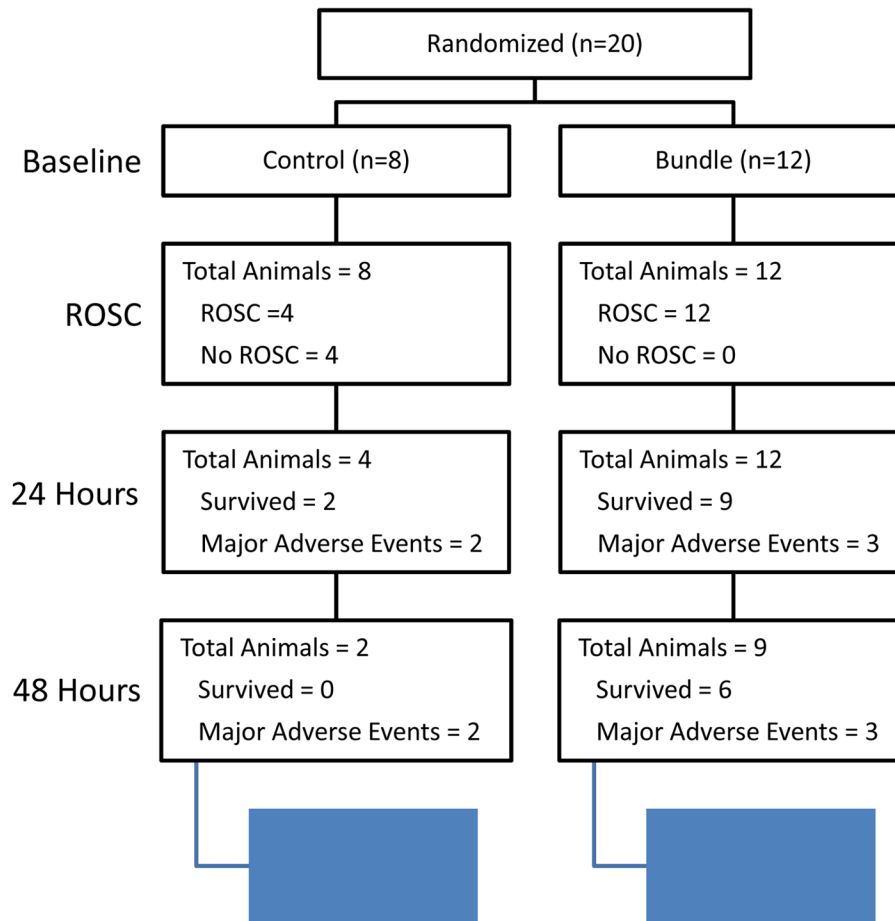 Randomized (n=20)
Baseline
Control (n=8)
Bundle (n=12)
ROSC
Total Animals = 8
ROSC =4
No ROSC = 4
Total Animals = 12
ROSC = 12
No ROSC = 0
24 Hours
Total Animals = 4
Survived = 2
Major Adverse Events = 2
Total Animals = 12
Survived = 9
Major Adverse Events = 3
48 Hours
Total Animals = 2
Survived = 0
Major Adverse Events = 2
Total Animals = 9
Survived = 6
Major Adverse Events = 3